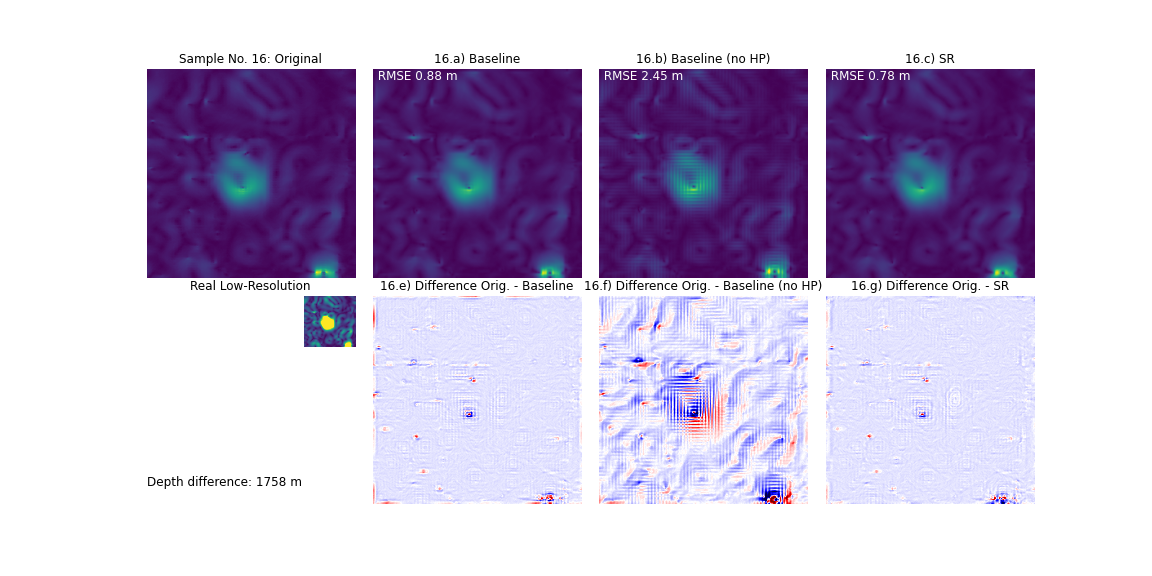 Sample No. 16: Original
16.a) Baseline
16.b) Baseline (no HP)
16.c) SR
RMSE 0.88 m
RMSE 2.45 m
RMSE 0.78 m
Real Low-Resolution
16.e) Difference Orig. - Baseline
16.f) Difference Orig. - Baseline (no HP)
16.g) Difference Orig. - SR
Depth difference: 1758 m